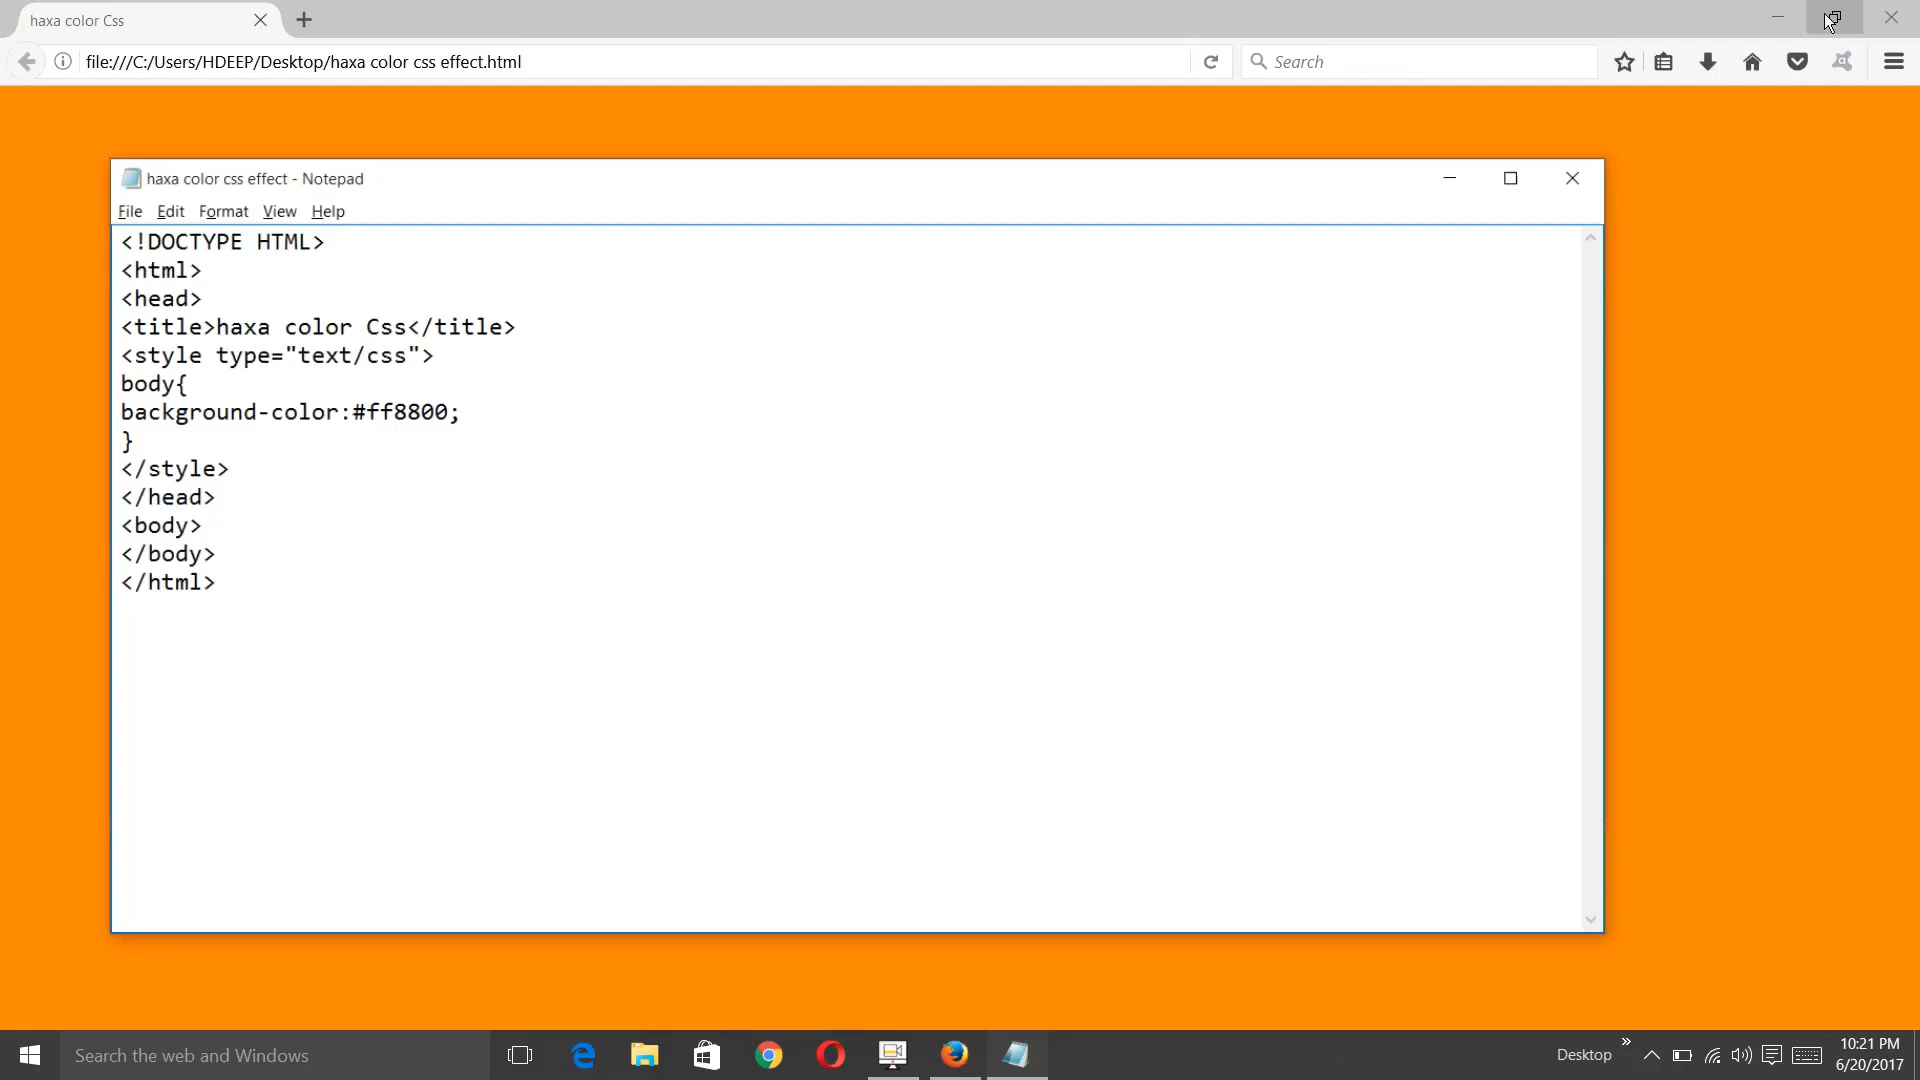 haxa color Css
file:///C:/Users/HDEEP/Desktop/haxa color css effect.html
Search
haxa color css effect - Notepad
File Edit Format View Help
<!DOCTYPE HTML>
<html>
<head>
<title>haxa color Css</title>
<style type="text/css">
body{
background-color:#ff8800;
}
</style>
</head>
<body>
</body>
</html>
Search the web and Windows
Desktop
10:21 PM
6/20/2017